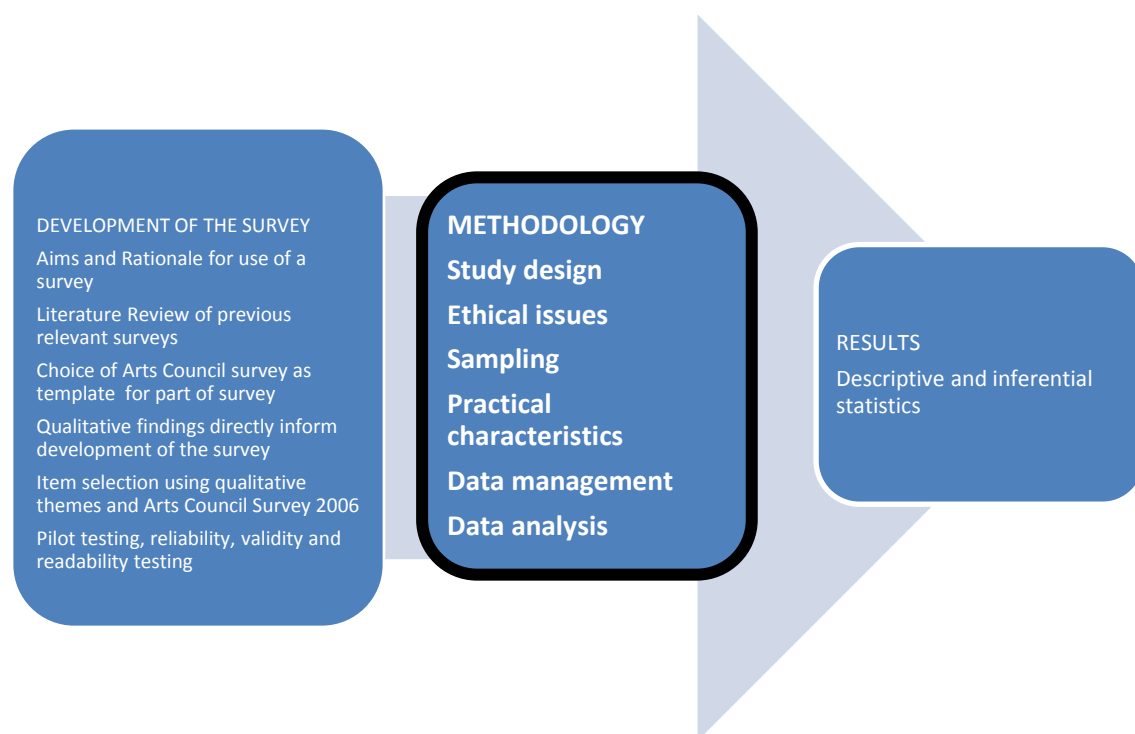 DEVELOPMENT OF THE SURVEY
Aims and Rationale for use of a
survey
Literature Review of previous
relevant surveys
Choice of Arts Council survey as
template for part of survey
Qualitative findings directly inform
development of the survey
Item selection using qualitative
themes and Arts Council Survey 2006
Pilot testing, reliability, validity and
readability testing
METHODOLOGY
Study design
Ethical issues
Sampling
Practical
characteristics
Data management
Data analysis
RESULTS
Descriptive and inferential
statistics